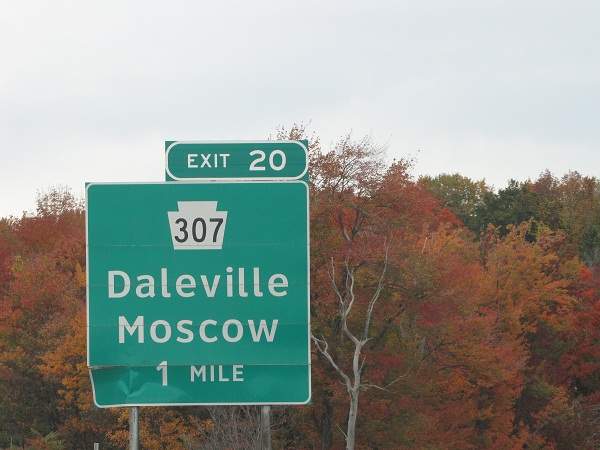 EXIT 20
307
Daleville
Moscow
1 MILE